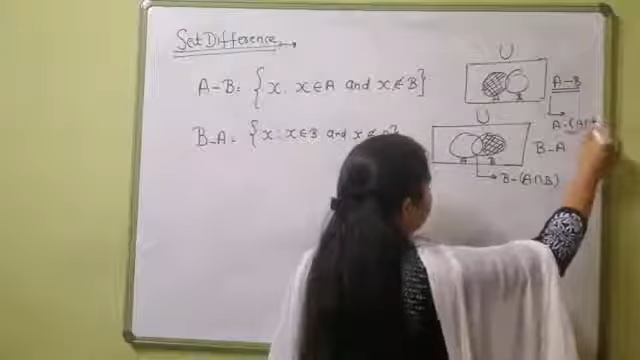 Set Difference
A-B = { x : x ∈ A and x ∉ B }
B-A = { x : x ∈ B and x
U
A B
A-B
A-(A∩
U
A B
B-A
B-(A∩B)